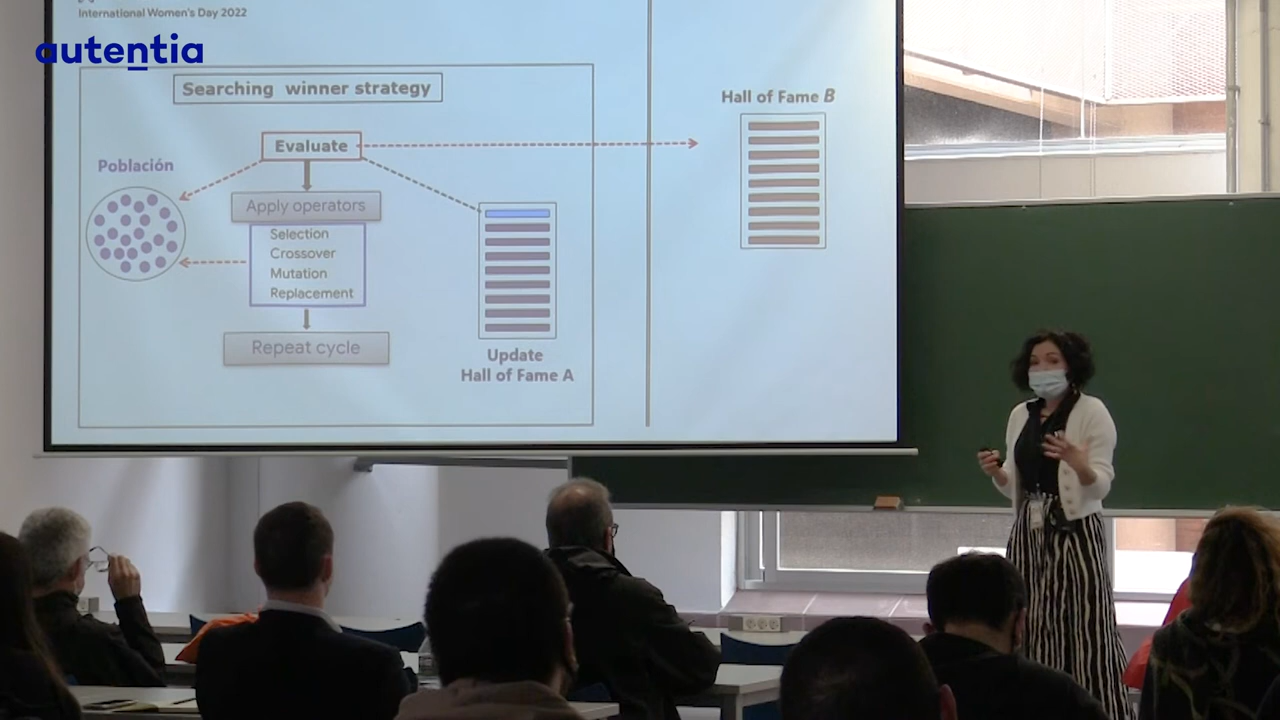 International Women's Day 2022
autentia
Searching winner strategy
Hall of Fame B
Evaluate
Población
Apply operators
Selection
Crossover
Mutation
Replacement
Repeat cycle
Update
Hall of Fame A